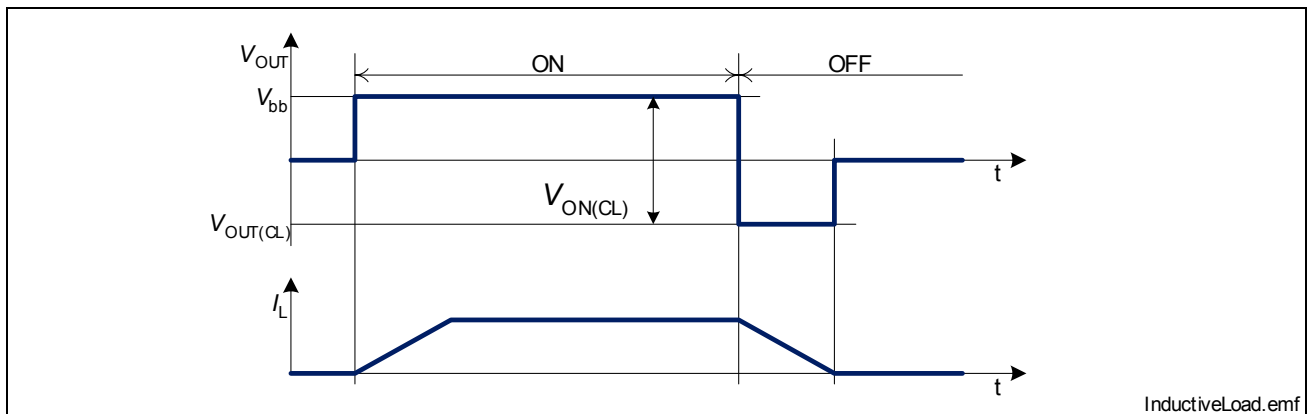 VOUT
ON
OFF
Vbb
t
VON(CL)
VOUT(CL)
IL
t
InductiveLoad.emf